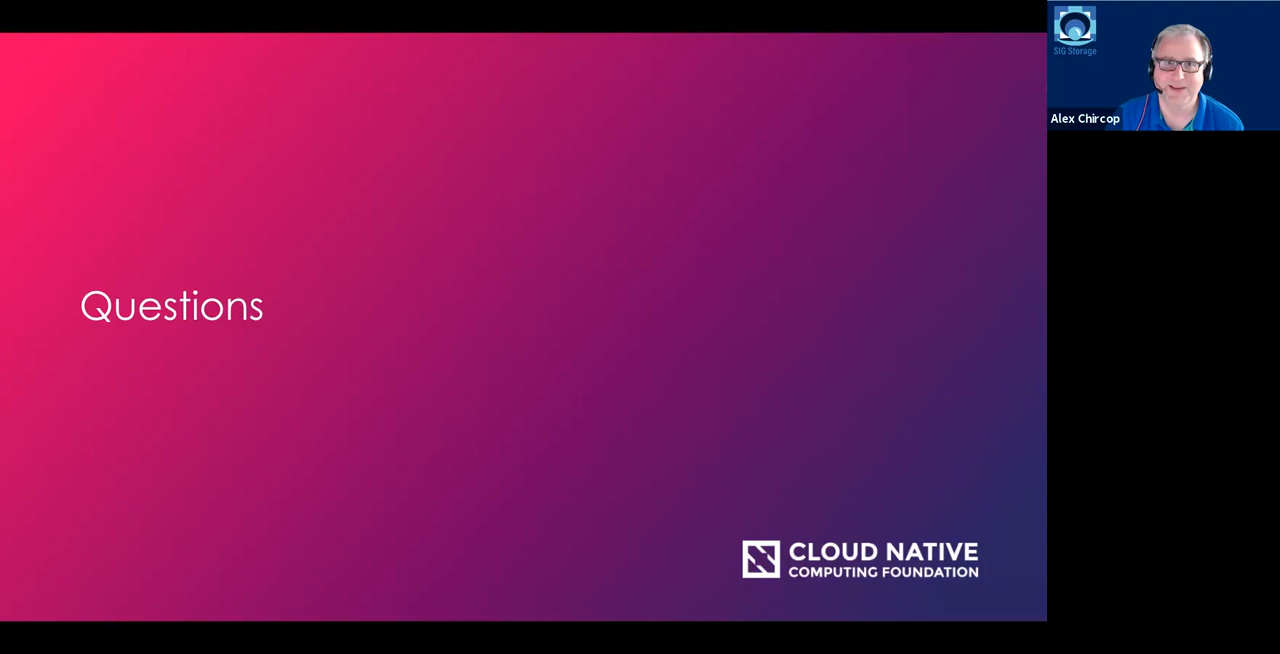 SIG Storage
Alex Chircop
Questions
CLOUD NATIVE
COMPUTING FOUNDATION